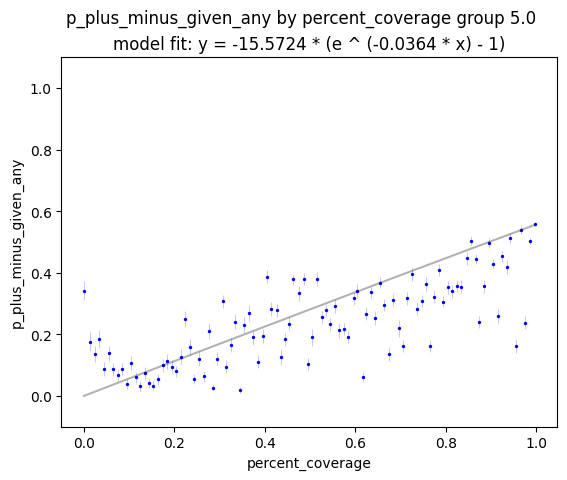 p_plus_minus_given_any by percent_coverage group 5.0
model fit: y = -15.5724 * (e ^ (-0.0364 * x) - 1)
1.0
0.8
0.6
0.4
0.2
0.0
p_plus_minus_given_any
0.0 0.2 0.4 0.6 0.8 1.0
percent_coverage